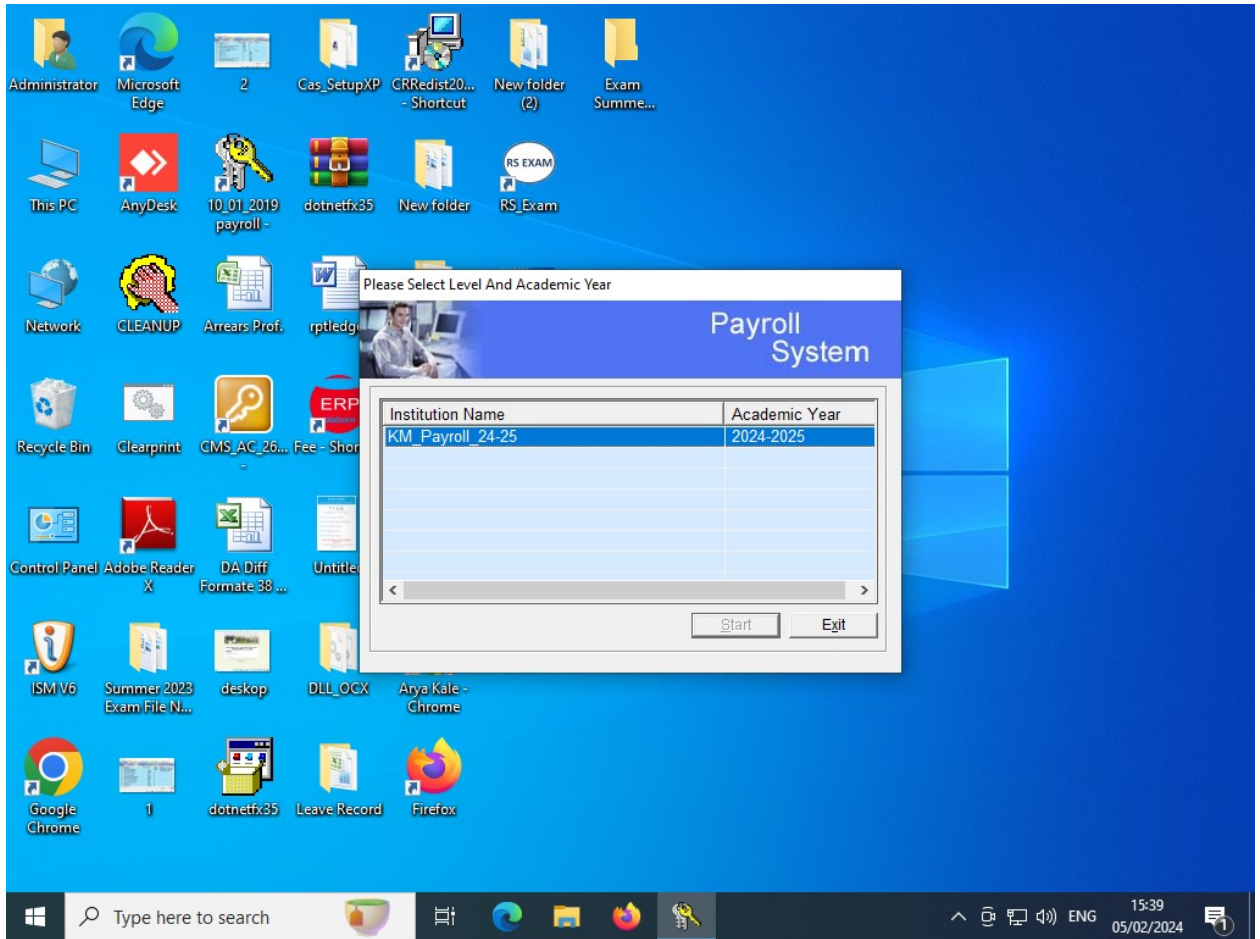 Administrator
Microsoft
Edge
2
Cas_SetupXP
CRRedist20...
- Shortcut
New folder
(2)
Exam
Summe...
This PC
AnyDesk
10_01_2019
payroll -
dotnetfx35
New folder
RS EXAM
RS_Exam
Network
CLEANUP
Arrears Prof.
rptledg
Please Select Level And Academic Year
Payroll
System
Institution Name
Academic Year
KM_Payroll_24-25
2024-2025
Start
Exit
Recycle Bin
Clearprint
CMS_AC_26...
-
ERP
Fee - Shor
Control Panel
Adobe Reader
X
DA Diff
Formate 38 ...
Untitle
ISM V6
Summer 2023
Exam File N...
deskop
DLL_OCX
Arya Kale -
Chrome
Google
Chrome
1
dotnetfx35
Leave Record
Firefox
Type here to search
ENG
15:39
05/02/2024
1